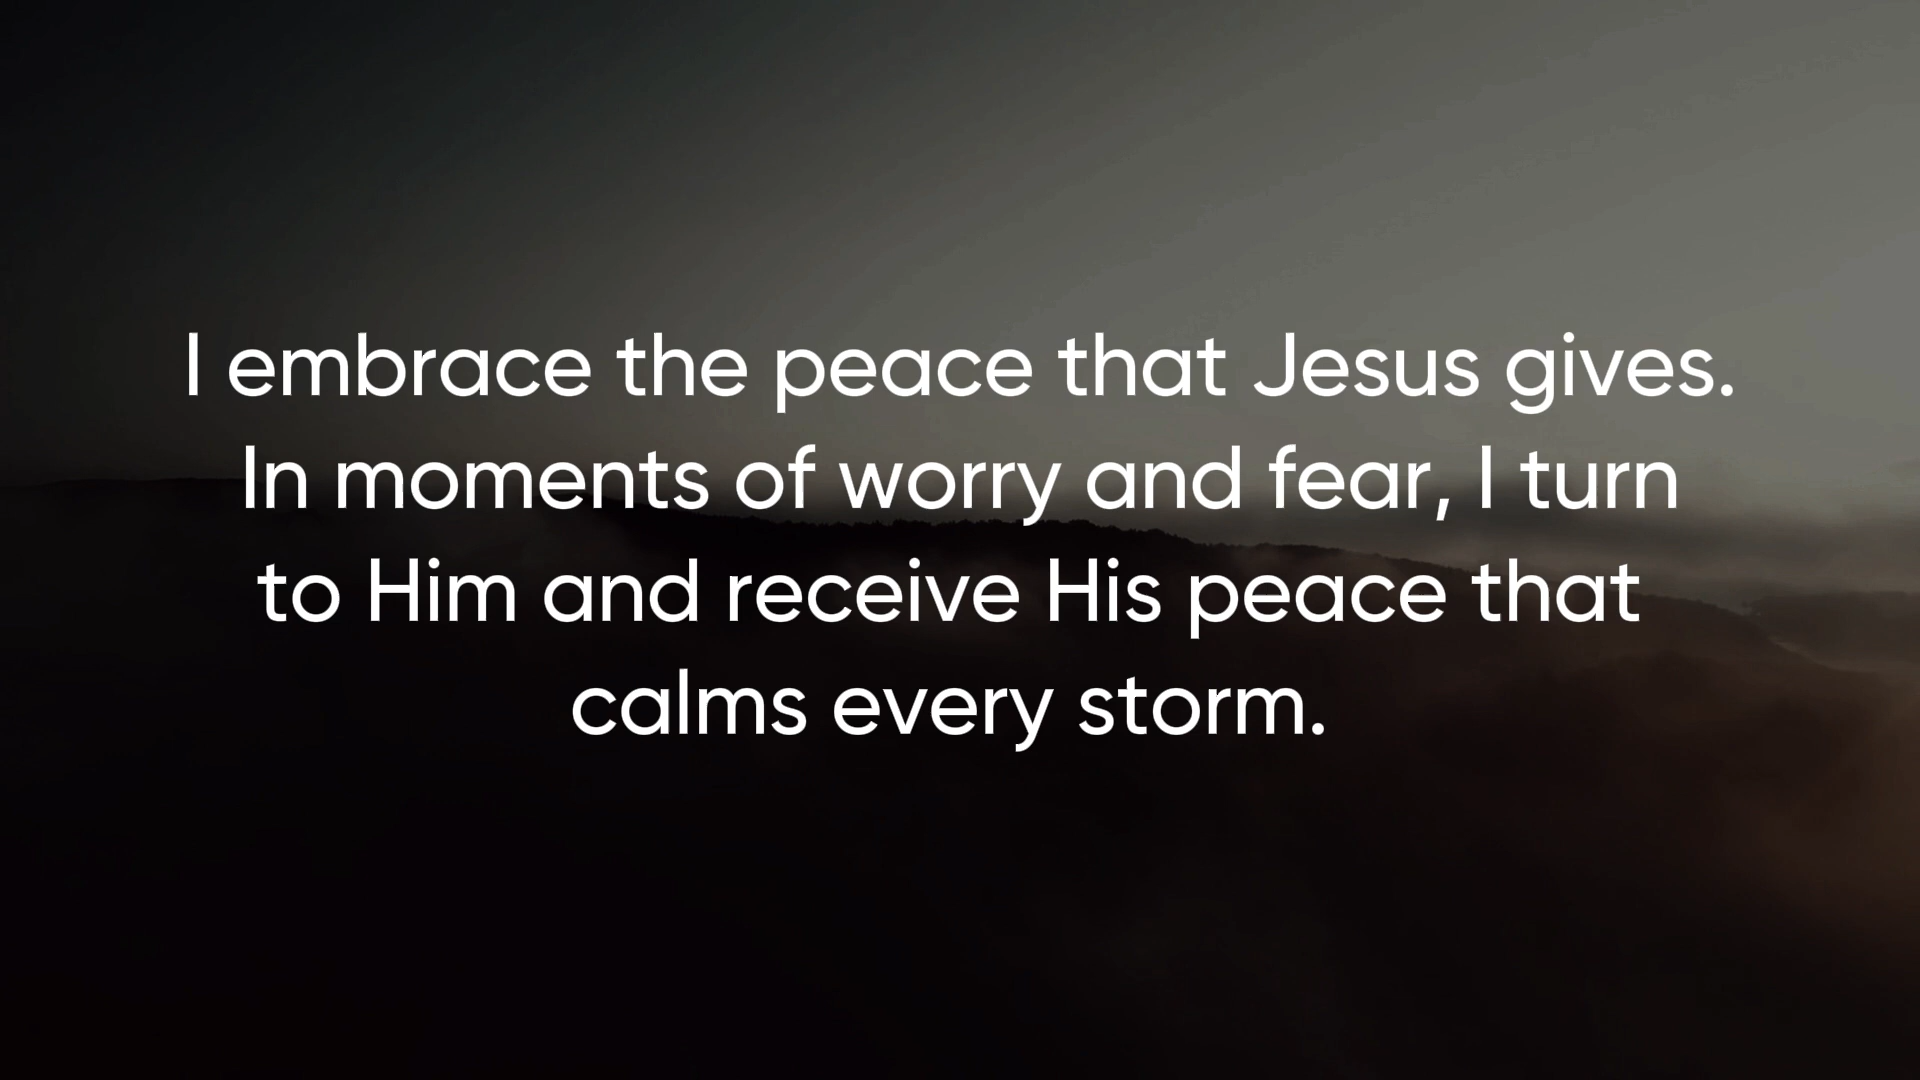 I embrace the peace that Jesus gives.
In moments of worry and fear, I turn
to Him and receive His peace that
calms every storm.